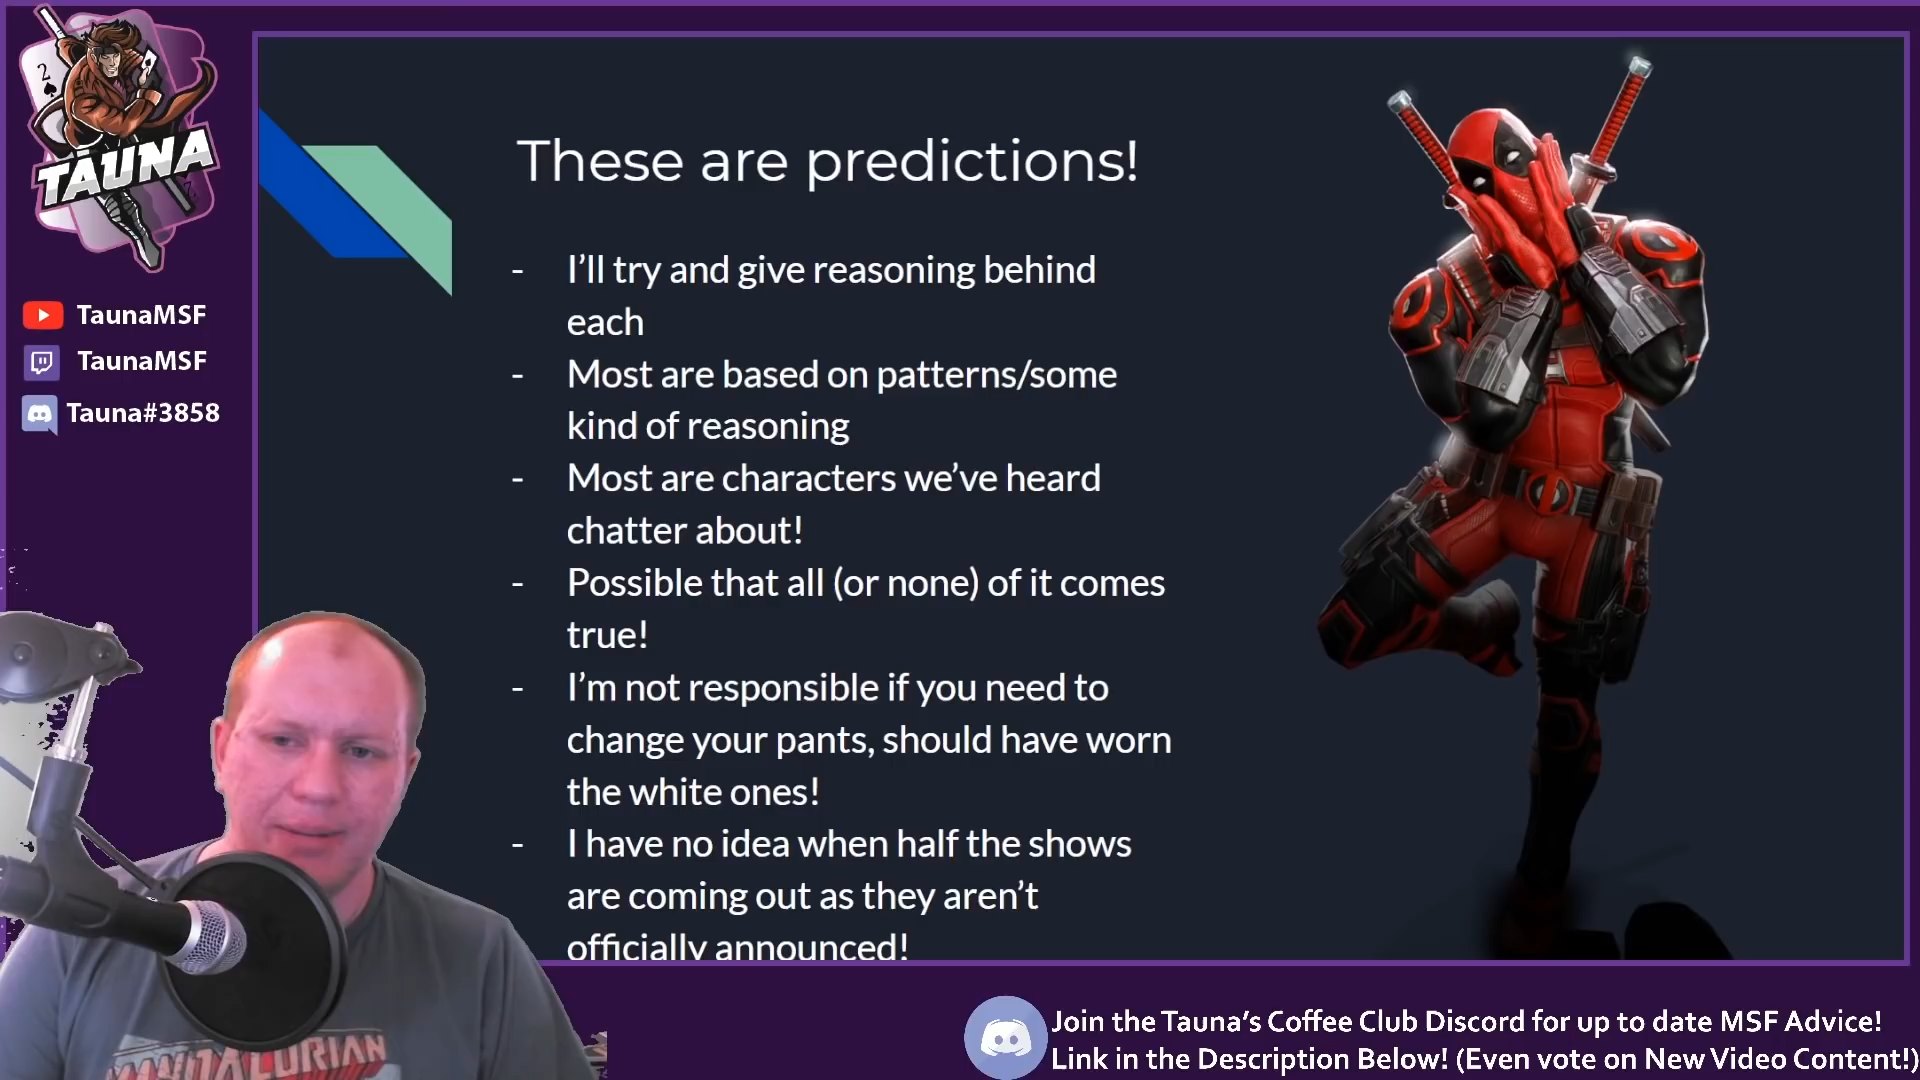 2
TAUNA
TaunaMSF
TaunaMSF
Tauna#3858
These are predictions!
- I'll try and give reasoning behind
each
- Most are based on patterns/some
kind of reasoning
- Most are characters we've heard
chatter about!
- Possible that all (or none) of it comes
true!
- I'm not responsible if you need to
change your pants, should have worn
the white ones!
- I have no idea when half the shows
are coming out as they aren't
officially announced!
MANDALORIAN
Join the Tauna's Coffee Club Discord for up to date MSF Advice!
Link in the Description Below! (Even vote on New Video Content!)